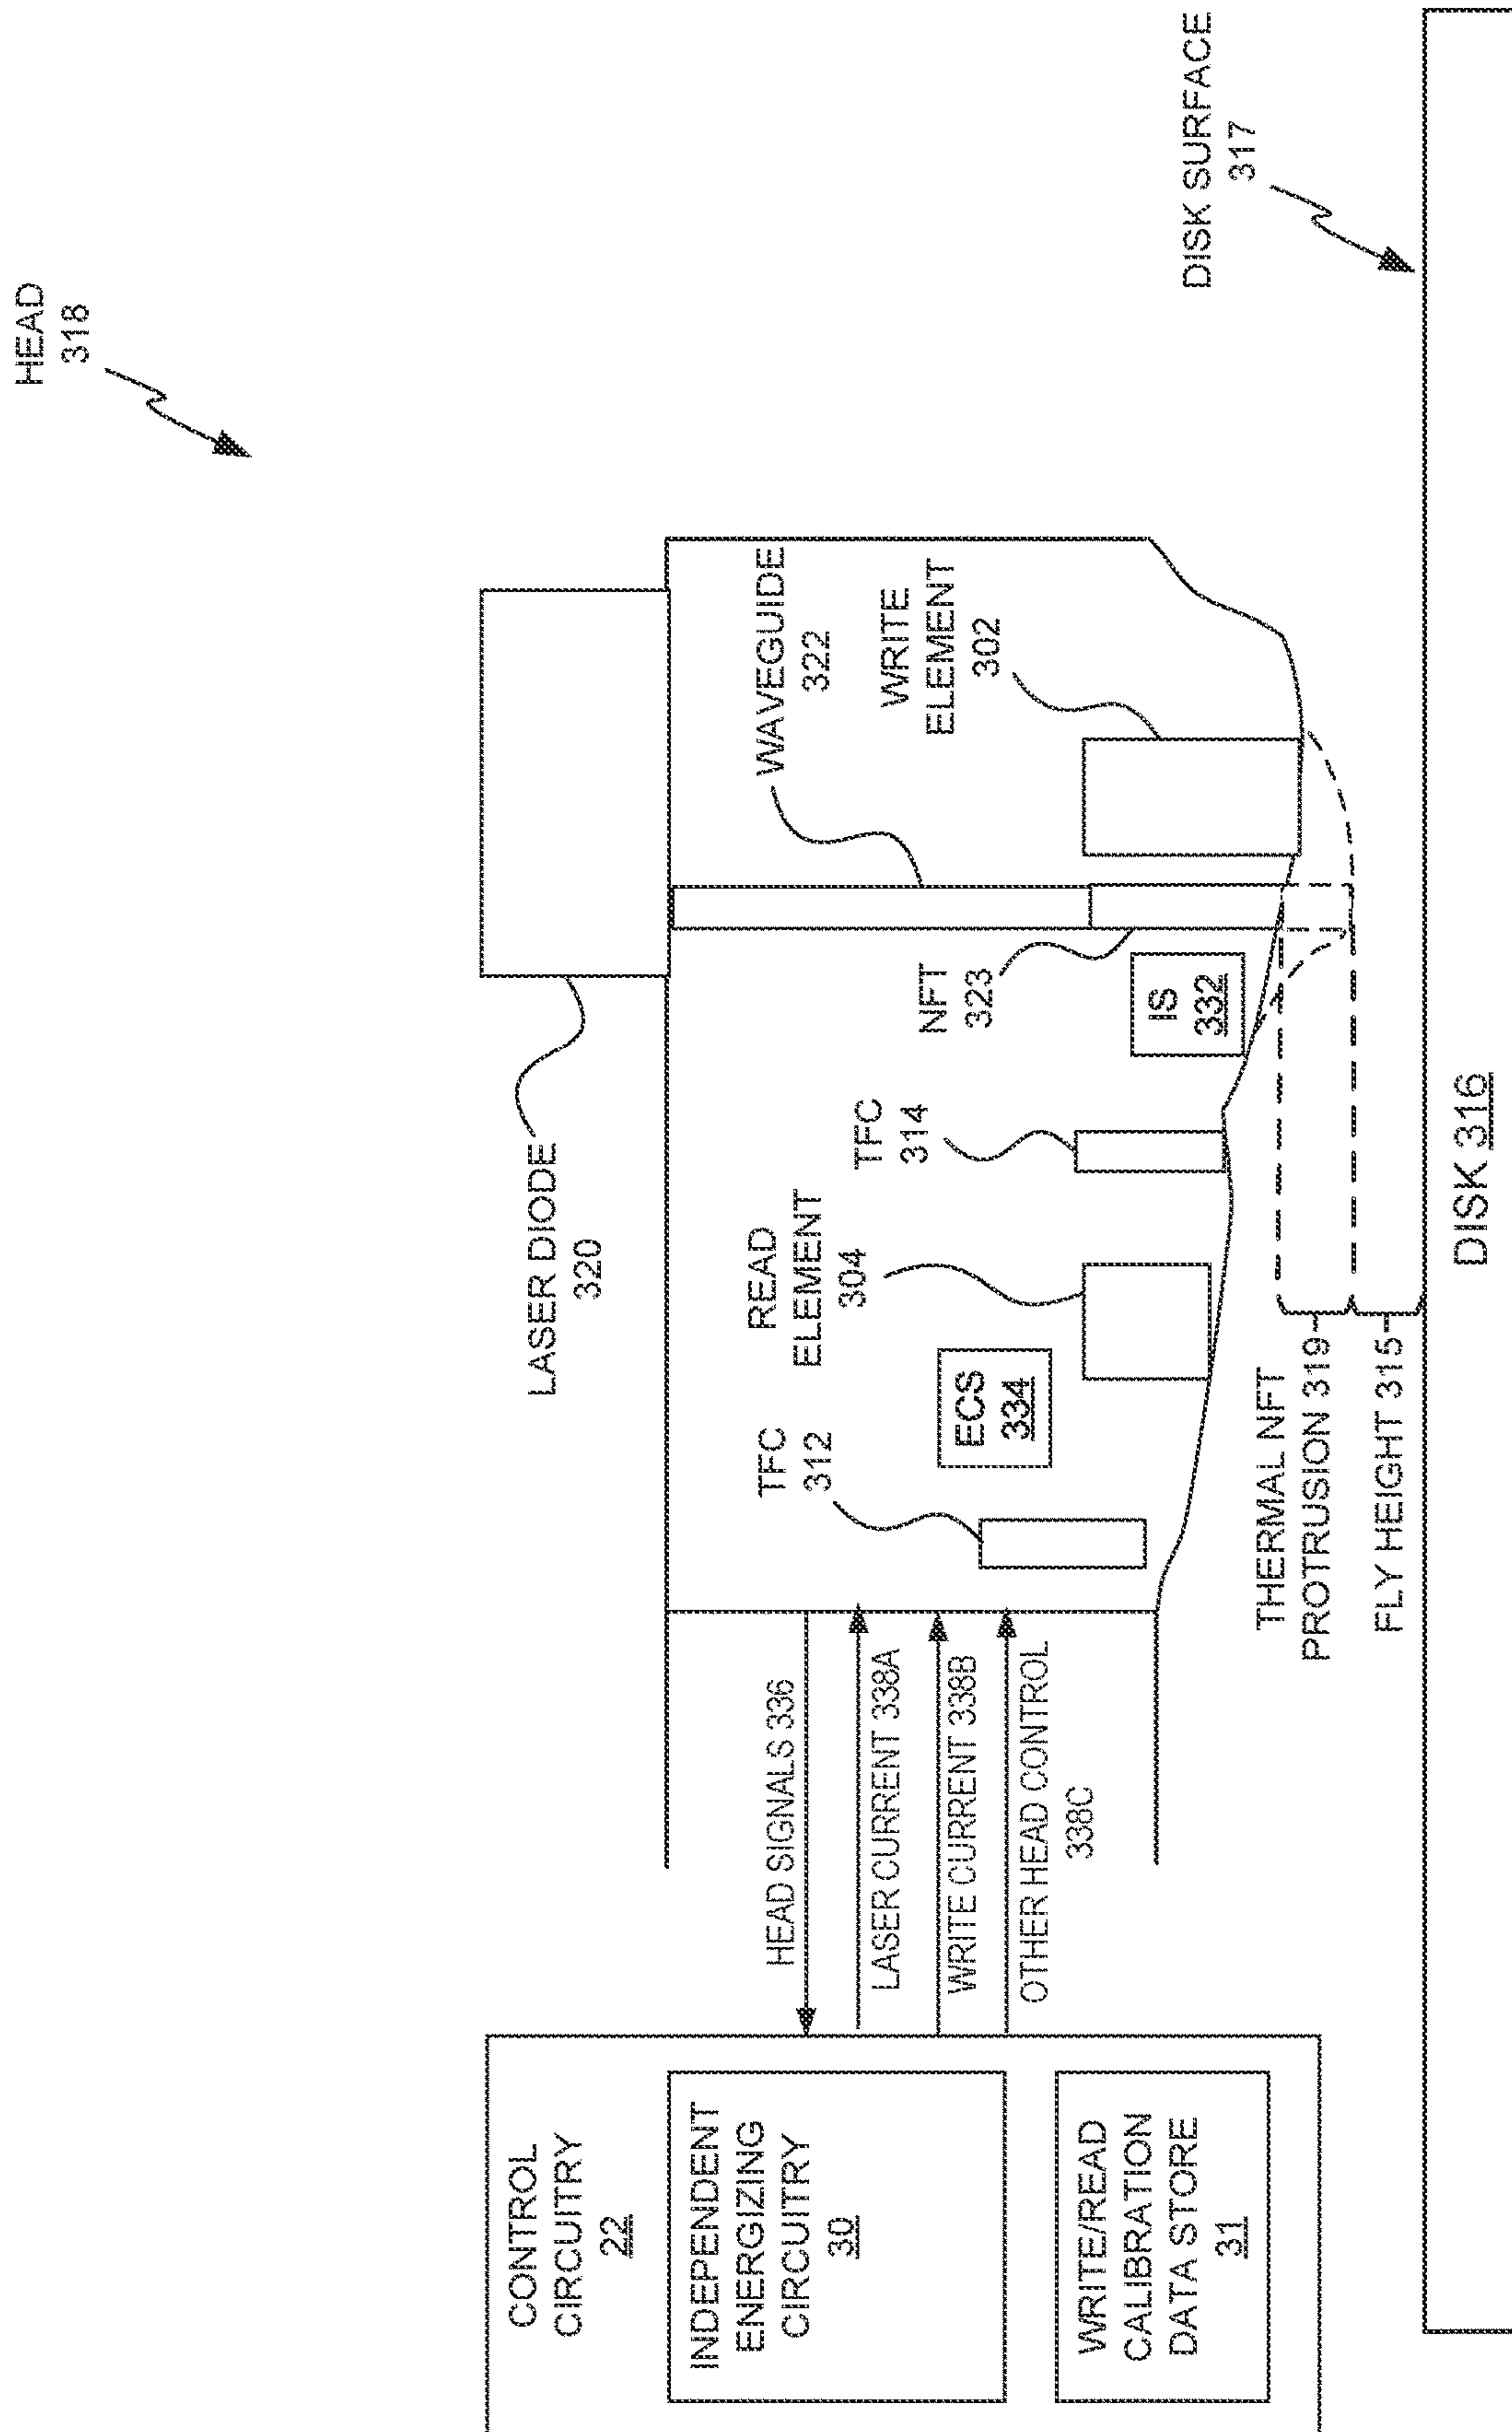 HEAD
318
LASER DIODE
320
WAVEGUIDE
322
WRITE
ELEMENT
302
NFT
323
IS
332
TFC
314
READ
ELEMENT
304
ECS
334
TFC
312
DISK SURFACE
317
CONTROL
CIRCUITRY
22
INDEPENDENT
ENERGIZING
CIRCUITRY
30
WRITE/READ
CALIBRATION
DATA STORE
31
HEAD SIGNALS 336
LASER CURRENT 338A
WRITE CURRENT 338B
OTHER HEAD CONTROL
338C
THERMAL NFT
PROTRUSION 319
FLY HEIGHT 315
DISK 316